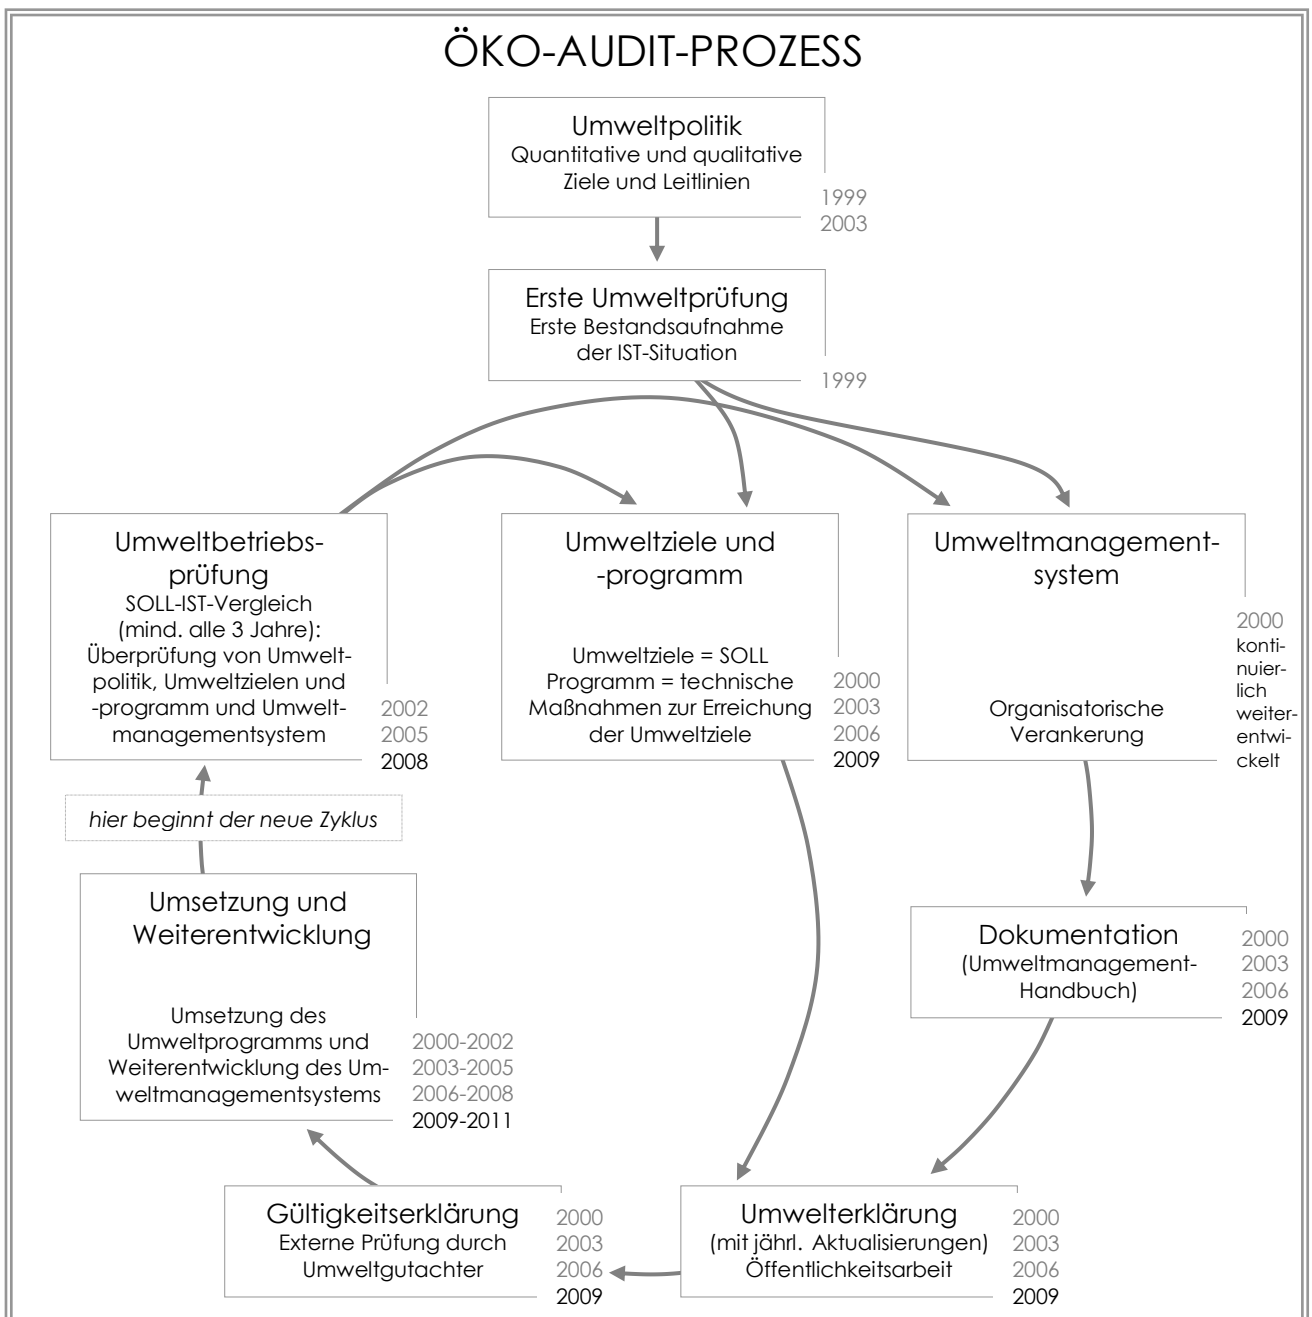 ÖKO-AUDIT-PROZESS
Umweltpolitik
Quantitative und qualitative
Ziele und Leitlinien
1999
2003
Erste Umweltprüfung
Erste Bestandsaufnahme
der IST-Situation
1999
Umweltbetriebs-
prüfung
SOLL-IST-Vergleich
(mind. alle 3 Jahre):
Überprüfung von Umwelt-
politik, Umweltzielen und
-programm und Umwelt-
managementsystem
2002
2005
2008
Umweltziele und
-programm
Umweltziele = SOLL
Programm = technische
Maßnahmen zur Erreichung
der Umweltziele
2000
2003
2006
2009
Umweltmanagement-
system
Organisatorische
Verankerung
2000
konti-
nuier-
lich
weiter-
entwi-
ckelt
hier beginnt der neue Zyklus
Umsetzung und
Weiterentwicklung
Umsetzung des
Umweltprogramms und
Weiterentwicklung des Um-
weltmanagementsystems
2000-2002
2003-2005
2006-2008
2009-2011
Dokumentation
(Umweltmanagement-
Handbuch)
2000
2003
2006
2009
Gültigkeitserklärung
Externe Prüfung durch
Umweltgutachter
2000
2003
2006
2009
Umwelterklärung
(mit jährl. Aktualisierungen)
Öffentlichkeitsarbeit
2000
2003
2006
2009